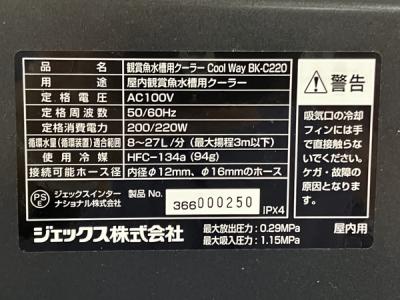 品名 観賞魚水槽用クーラー Cool Way BK-C220
用途 屋内観賞魚水槽用クーラー
定格電圧 AC100V
定格周波数 50/60Hz
定格消費電力 200/220W
循環水量(循環装置)適合範囲 8~27L/分(最大揚程3m以下)
使用冷媒 HFC-134a (94g)
接続可能ホース径 内径φ12mm、φ16mmのホース
PSE ジェックスインターナショナル株式会社
製品No. 366000250
IPX4
ジェックス株式会社
最大放出圧力:0.29MPa
最大吸入圧力:1.15MPa
警告
吸気口の冷却
フィンには手で
直接触らないで
ください。
ケガ・故障の
原因になります。
屋内用